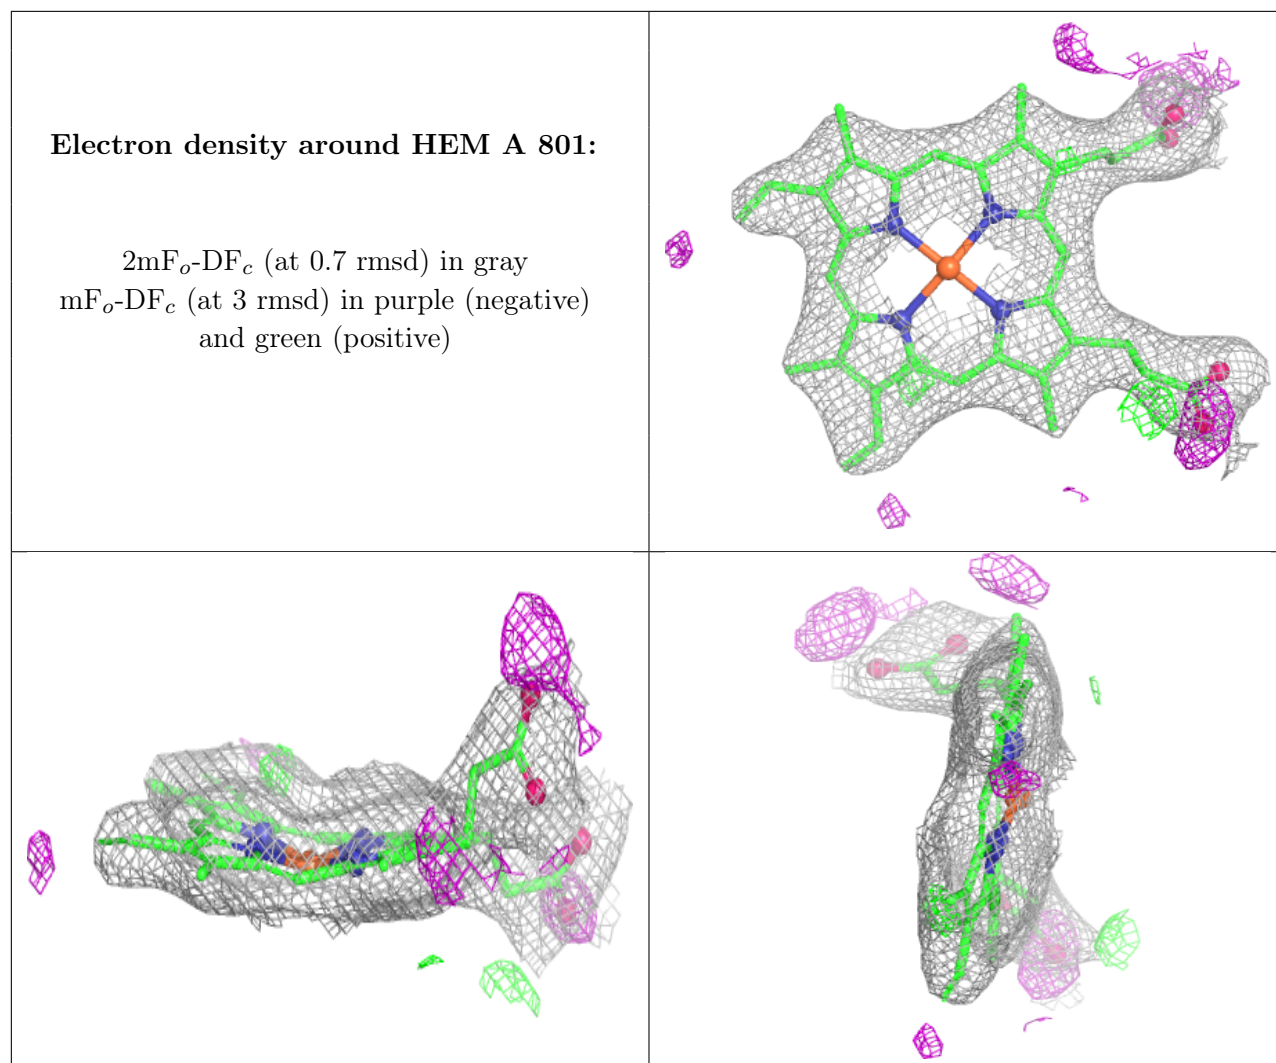 Electron density around HEM A 801:
2mFo-DFc (at 0.7 rmsd) in gray
mFo-DFc (at 3 rmsd) in purple (negative)
and green (positive)